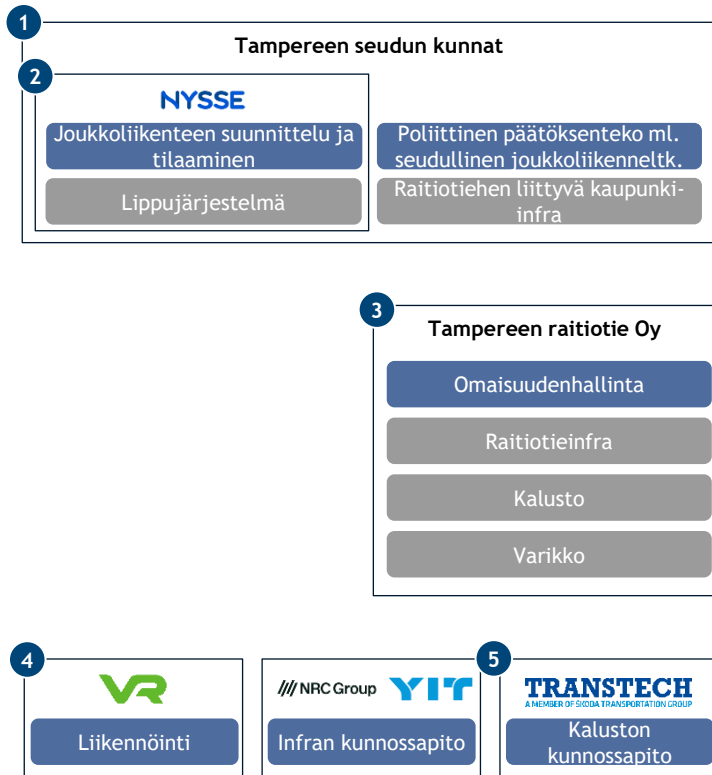 1
Tampereen seudun kunnat
2
NYSSE
Joukkoliikenteen suunnittelu ja
tilaaminen
Lippujärjestelmä
Poliittinen päätöksenteko ml.
seudullinen joukkoliikenneltk.
Raitiotiehen liittyvä kaupunki-
infra
3
Tampereen raitiotie Oy
Omaisuudenhallinta
Raitiotieinfra
Kalusto
Varikko
4
VR
Liikennöinti
NRC Group YIT
Infran kunnossapito
5
TRANSTECH
A MEMBER OF ŠKODA TRANSPORTATION GROUP
Kaluston
kunnossapito